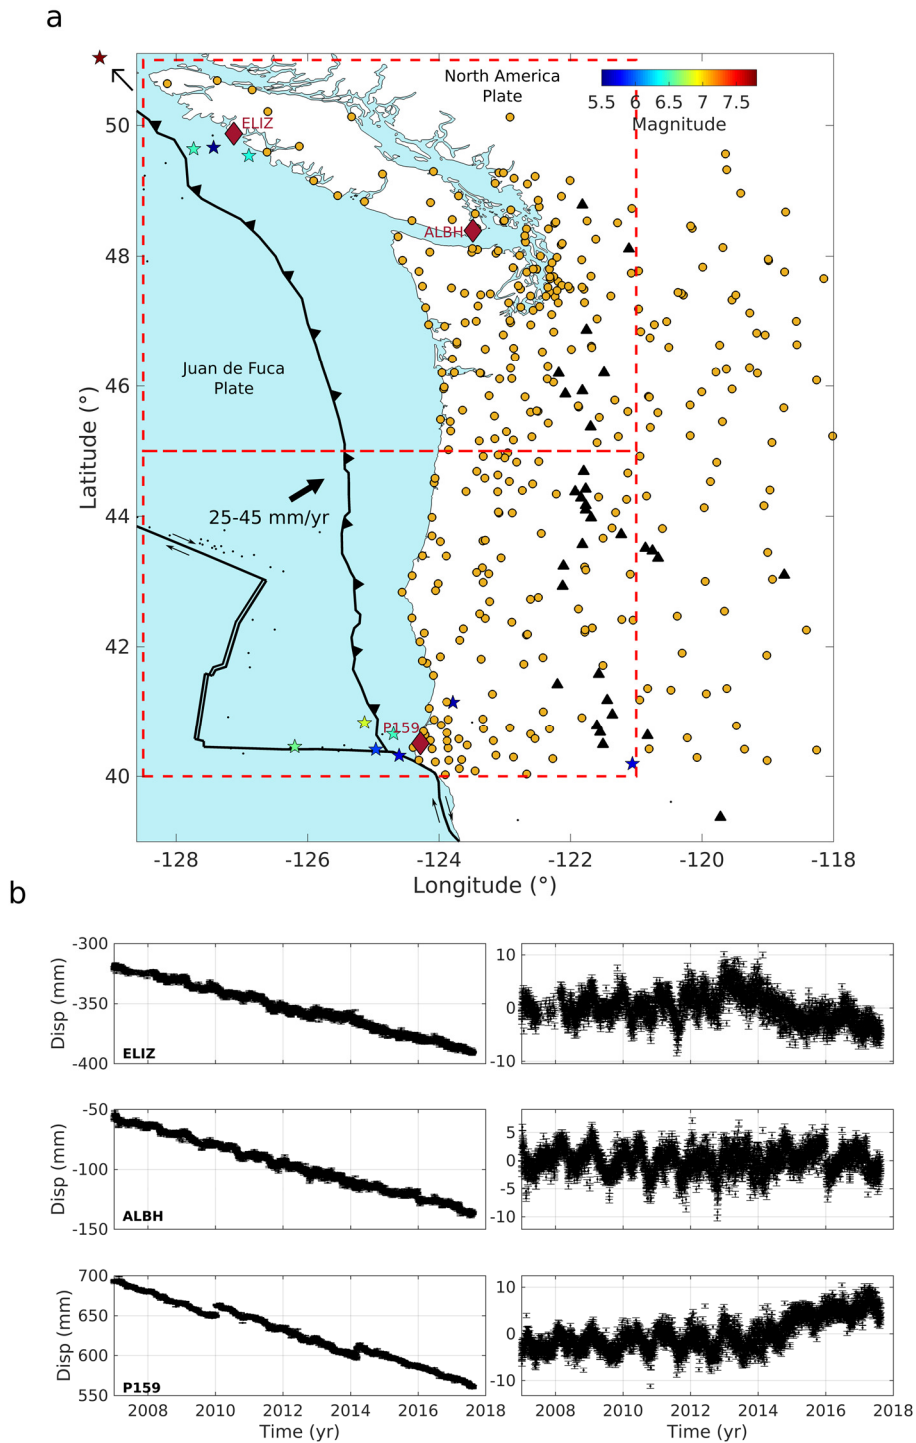 a
North America
Plate
5.5 6 6.5 7 7.5
Magnitude
50
ELIZ
ALBH
48
Juan de Fuca
Plate
46
25-45 mm/yr
44
42
P159
40
Latitude (°)
-128 -126 -124 -122 -120 -118
Longitude (°)
b
-300
-350
-400
Disp (mm)
ELIZ
10
0
-10
-50
-100
-150
Disp (mm)
ALBH
5
0
-5
-10
700
650
600
550
Disp (mm)
P159
10
0
-10
2008 2010 2012 2014 2016 2018
Time (yr)
2008 2010 2012 2014 2016 2018
Time (yr)